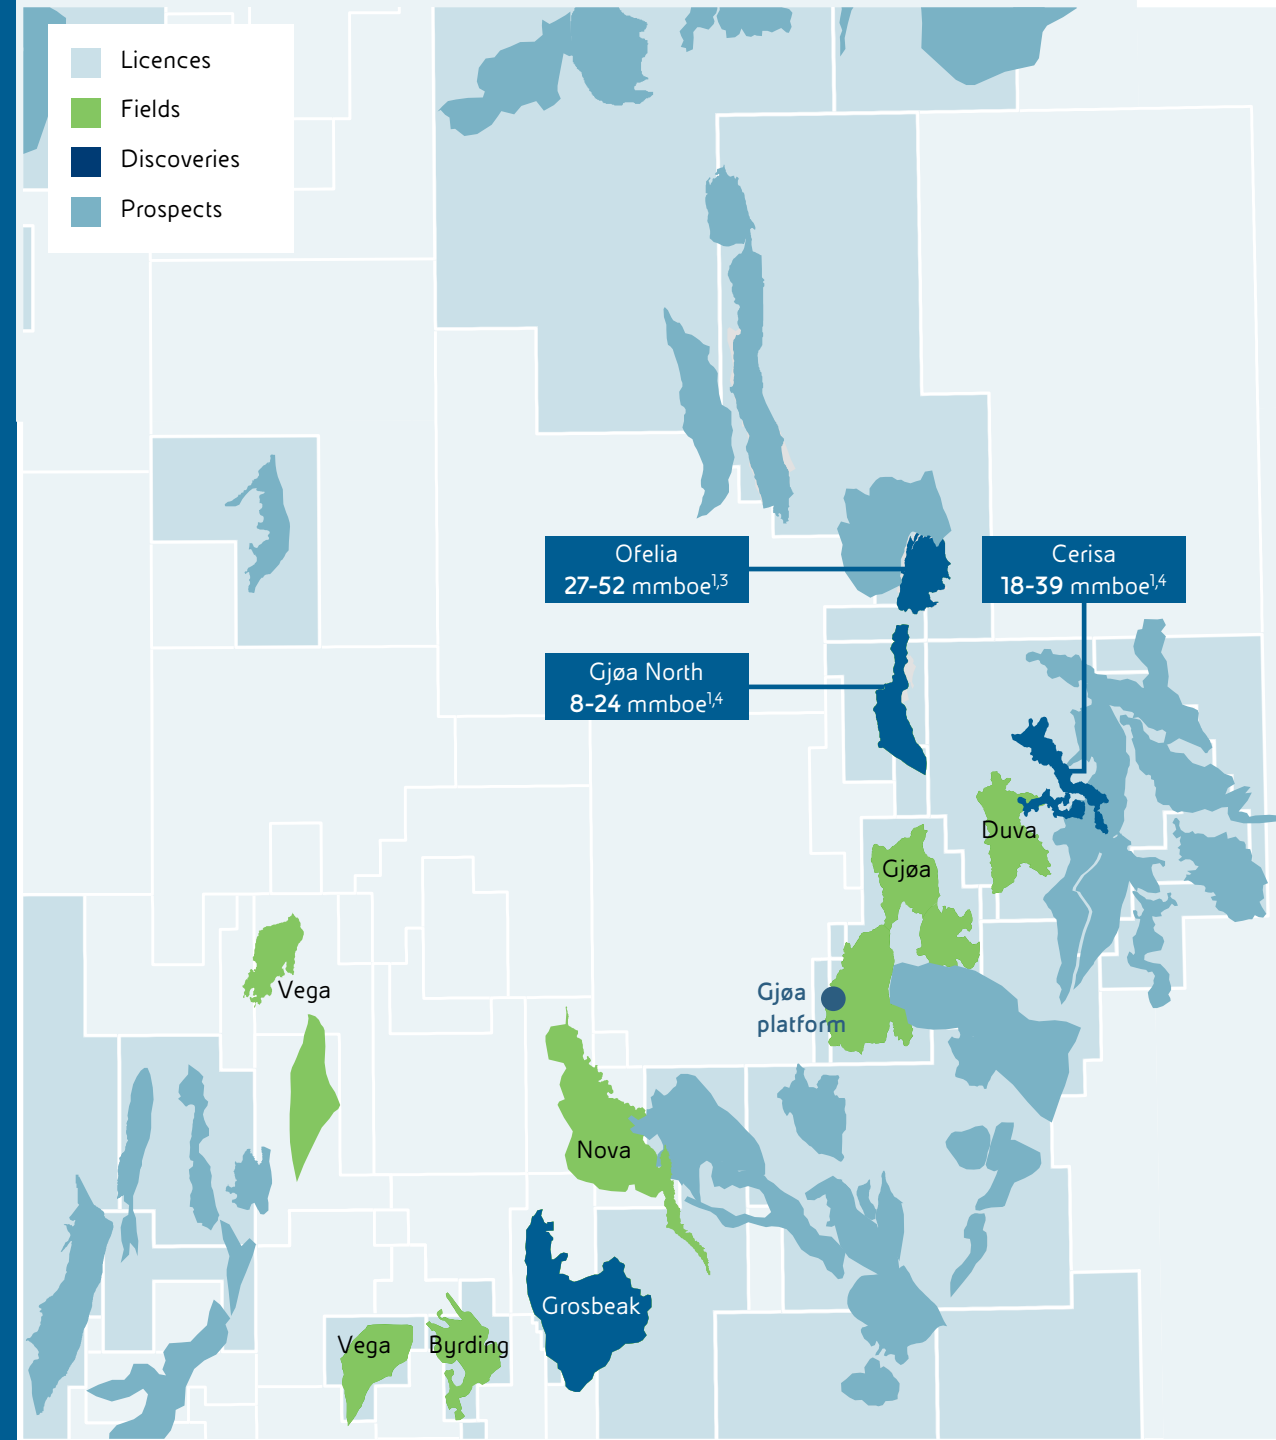 Licences
Fields
Discoveries
Prospects
Ofelia
27-52 mmboe1,3
Cerisa
18-39 mmboe1,4
Gjøa North
8-24 mmboe1,4
Duva
Gjøa
Vega
Gjøa
platform
Nova
Grosbeak
Vega
Byrding